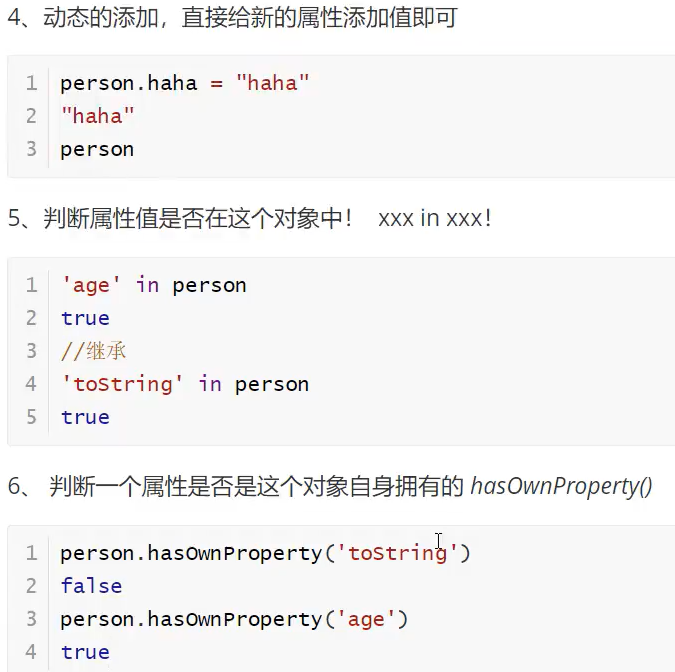 4、动态的添加，直接给新的属性添加值即可
1 person.haha = "haha"
2 "haha"
3 person
5、判断属性值是否在这个对象中！ xxx in xxx！
1 'age' in person
2 true
3 //继承
4 'toString' in person
5 true
6、 判断一个属性是否是这个对象自身拥有的 hasOwnProperty()
1 person.hasOwnProperty('toString')
2 false
3 person.hasOwnProperty('age')
4 true